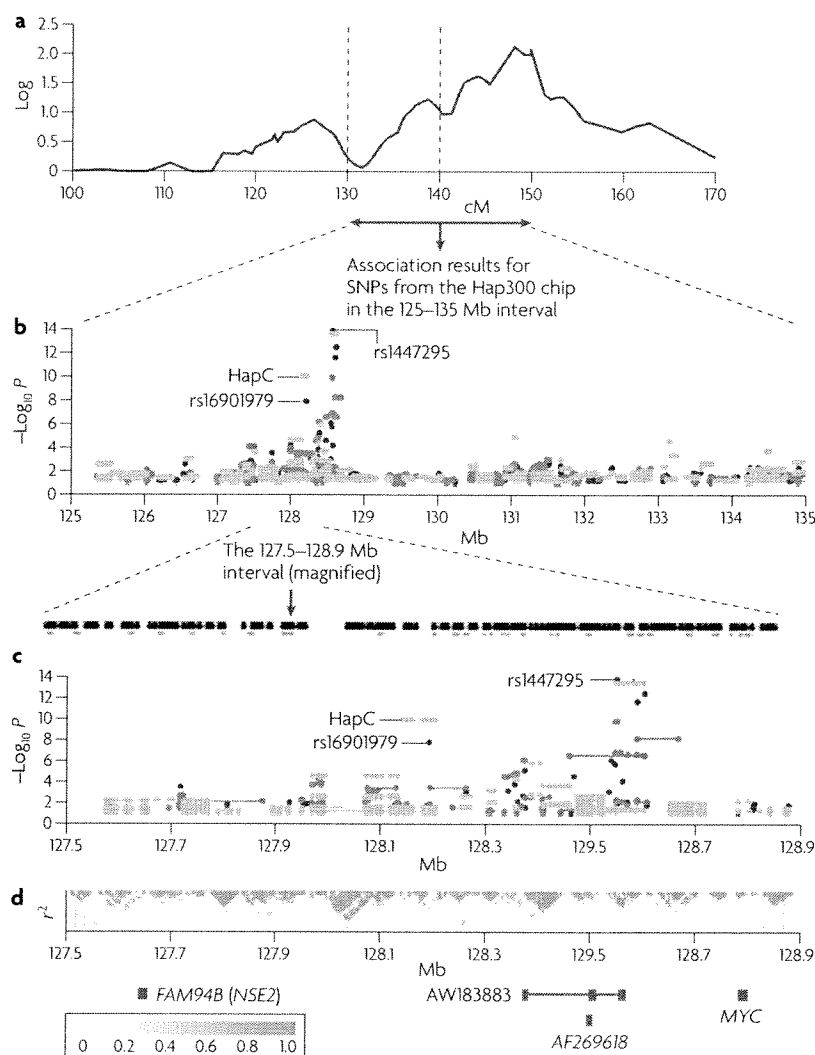 a
2.5
2.0
1.5
1.0
0.5
0
Log
100 110 120 130 140 150 160 170
cM
Association results for
SNPs from the Hap300 chip
in the 125–135 Mb interval
b
14
12
10
8
6
4
2
0
–Log10 P
rs1447295
HapC
rs16901979
125 126 127 128 129 130 131 132 133 134 135
Mb
The 127.5–128.9 Mb
interval (magnified)
c
14
12
10
8
6
4
2
0
–Log10 P
rs1447295
HapC
rs16901979
127.5 127.7 127.9 128.1 128.3 129.5 128.7 128.9
Mb
d
r2
127.5 127.7 127.9 128.1 128.3 129.5 128.7 128.9
Mb
FAM94B (NSE2)
AW183883
MYC
AF269618
0 0.2 0.4 0.6 0.8 1.0